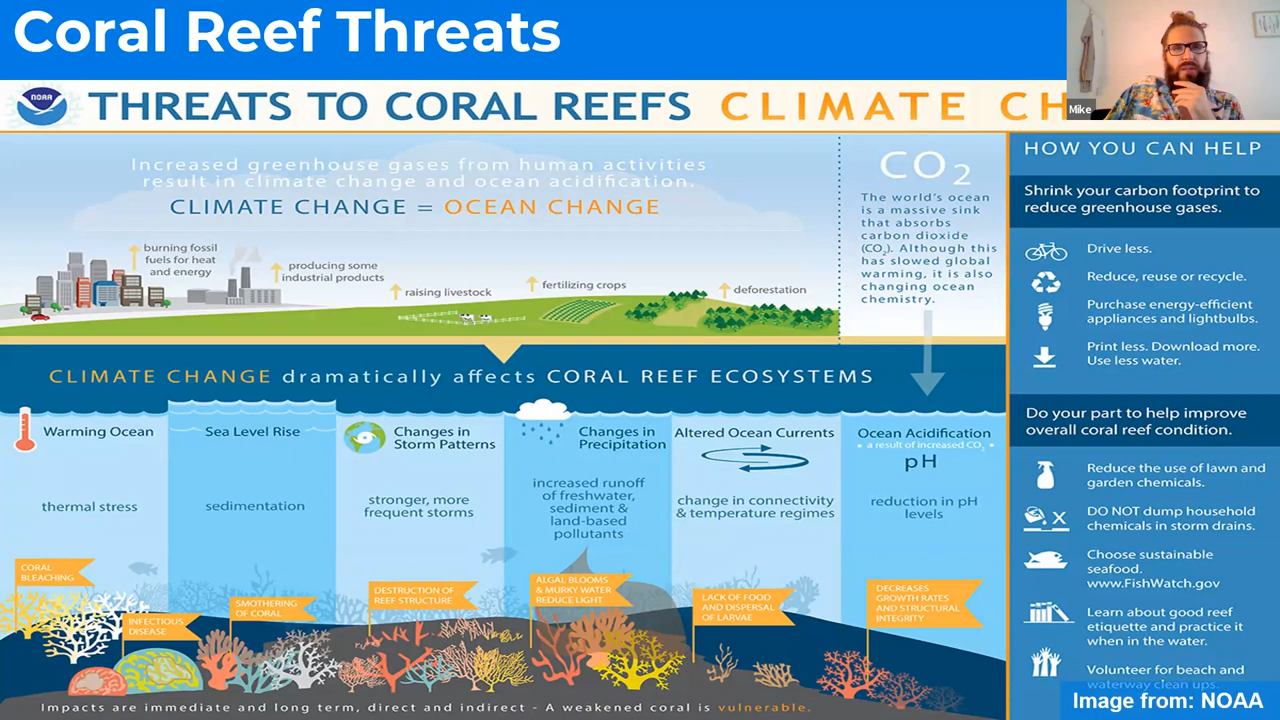 Coral Reef Threats
Mike
NOAA
THREATS TO CORAL REEFS CLIMATE CH
Increased greenhouse gases from human activities
result in climate change and ocean acidification.
CLIMATE CHANGE = OCEAN CHANGE
burning fossil
fuels for heat
and energy
producing some
industrial products
raising livestock
fertilizing crops
deforestation
CO2
The world's ocean
is a massive sink
that absorbs
carbon dioxide
(CO2). Although this
has slowed global
warming, it is also
changing ocean
chemistry.
CLIMATE CHANGE dramatically affects CORAL REEF ECOSYSTEMS
Warming Ocean
thermal stress
Sea Level Rise
sedimentation
Changes in
Storm Patterns
stronger, more
frequent storms
Changes in
Precipitation
increased runoff
of freshwater,
sediment &
land-based
pollutants
Altered Ocean Currents
change in connectivity
& temperature regimes
Ocean Acidification
• a result of increased CO2 •
pH
reduction in pH
levels
CORAL
BLEACHING
INFECTIOUS
DISEASE
SMOTHERING
OF CORAL
DESTRUCTION OF
REEF STRUCTURE
ALGAL BLOOMS
& MURKY WATER
REDUCE LIGHT
LACK OF FOOD
AND DISPERSAL
OF LARVAE
DECREASES
GROWTH RATES
AND STRUCTURAL
INTEGRITY
Impacts are immediate and long term, direct and indirect - A weakened coral is vulnerable.
HOW YOU CAN HELP
Shrink your carbon footprint to
reduce greenhouse gases.
Drive less.
Reduce, reuse or recycle.
Purchase energy-efficient
appliances and lightbulbs.
Print less. Download more.
Use less water.
Do your part to help improve
overall coral reef condition.
Reduce the use of lawn and
garden chemicals.
DO NOT dump household
chemicals in storm drains.
Choose sustainable
seafood.
www.FishWatch.gov
Learn about good reef
etiquette and practice it
when in the water.
Volunteer for beach and
waterway clean ups.
Image from: NOAA